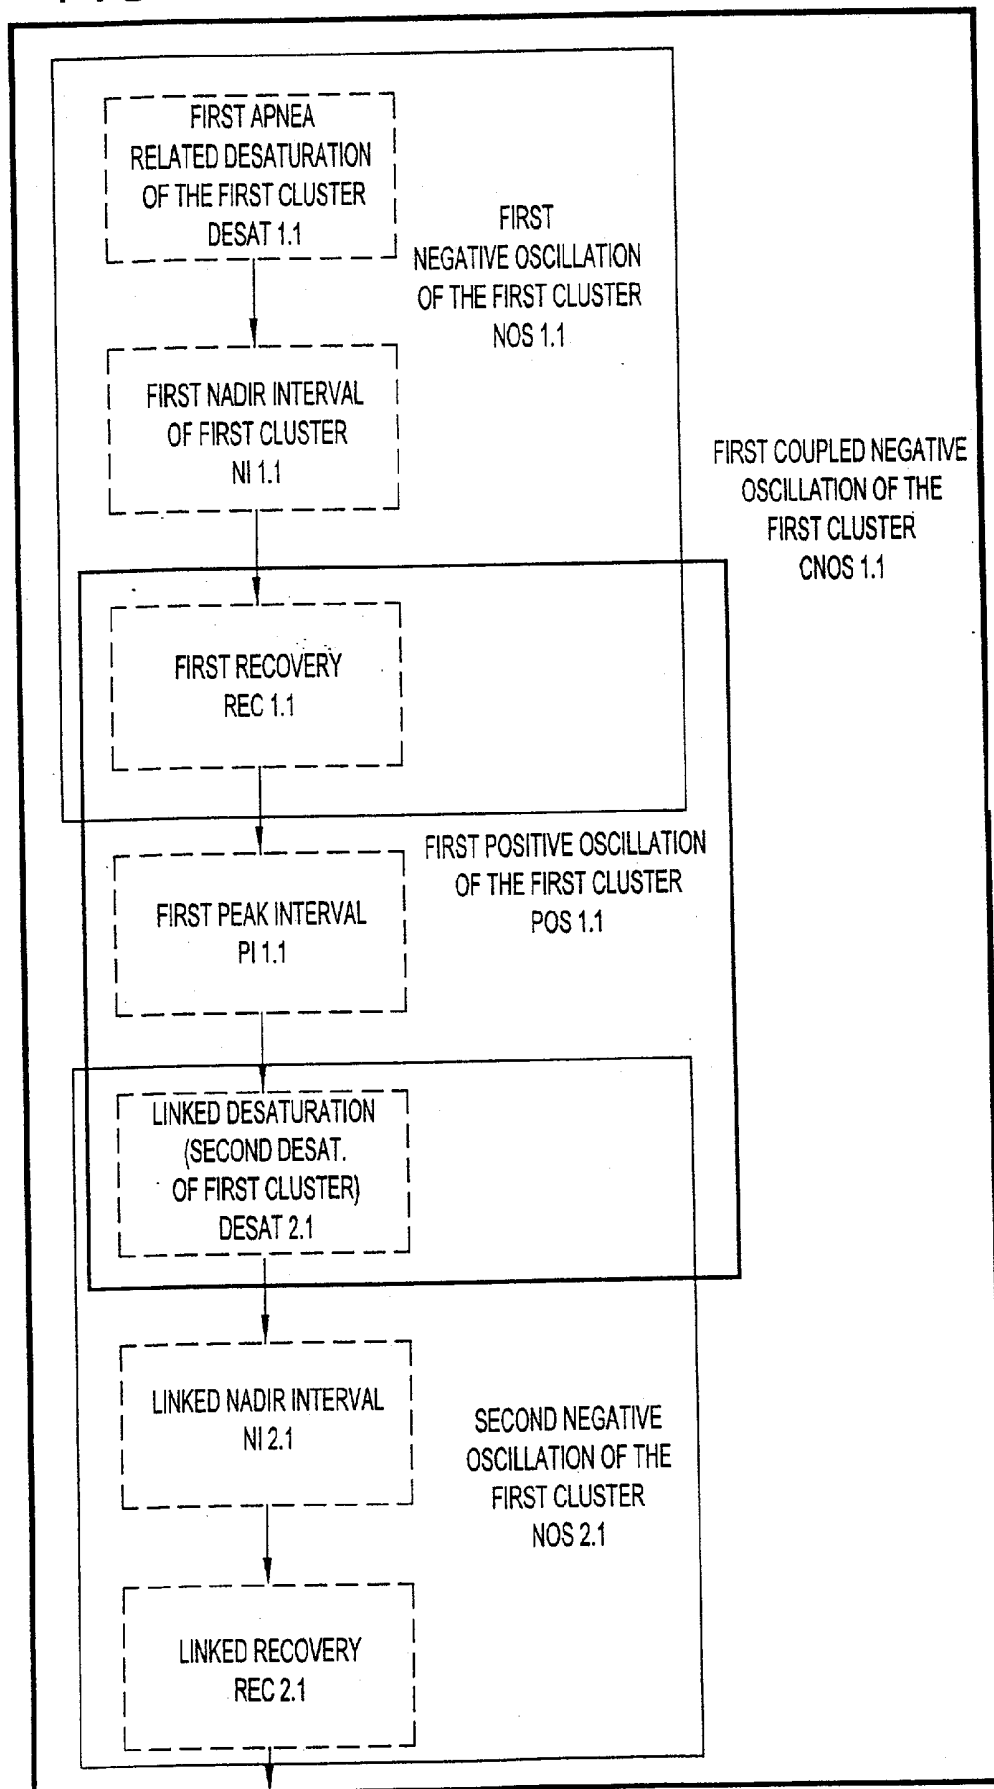 FIRST APNEA
RELATED DESATURATION
OF THE FIRST CLUSTER
DESAT 1.1
FIRST
NEGATIVE OSCILLATION
OF THE FIRST CLUSTER
NOS 1.1
FIRST NADIR INTERVAL
OF FIRST CLUSTER
NI 1.1
FIRST COUPLED NEGATIVE
OSCILLATION OF THE
FIRST CLUSTER
CNOS 1.1
FIRST RECOVERY
REC 1.1
FIRST POSITIVE OSCILLATION
OF THE FIRST CLUSTER
POS 1.1
FIRST PEAK INTERVAL
PI 1.1
LINKED DESATURATION
(SECOND DESAT.
OF FIRST CLUSTER)
DESAT 2.1
LINKED NADIR INTERVAL
NI 2.1
SECOND NEGATIVE
OSCILLATION OF THE
FIRST CLUSTER
NOS 2.1
LINKED RECOVERY
REC 2.1